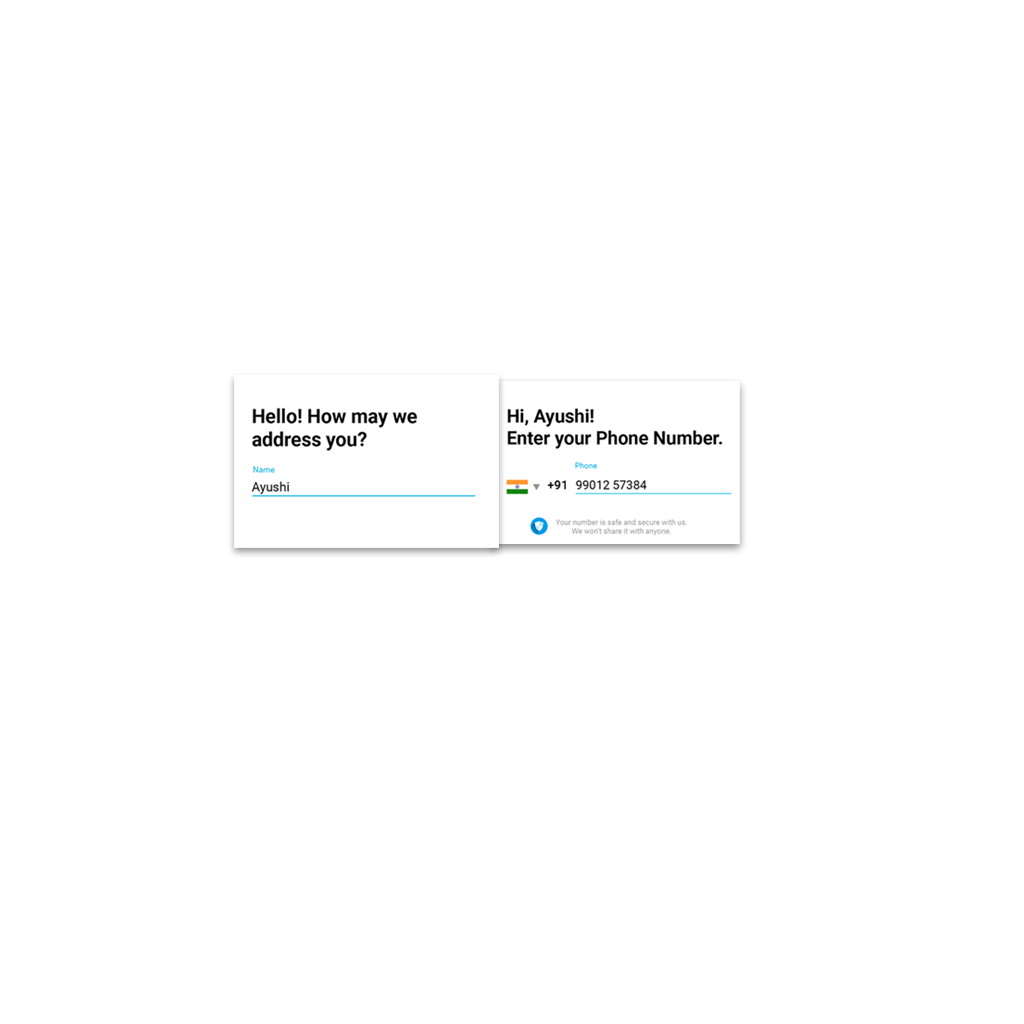 Hello! How may we
address you?
Name
Ayushi
Hi, Ayushi!
Enter your Phone Number.
Phone
+91 99012 57384
Your number is safe and secure with us.
We won't share it with anyone.